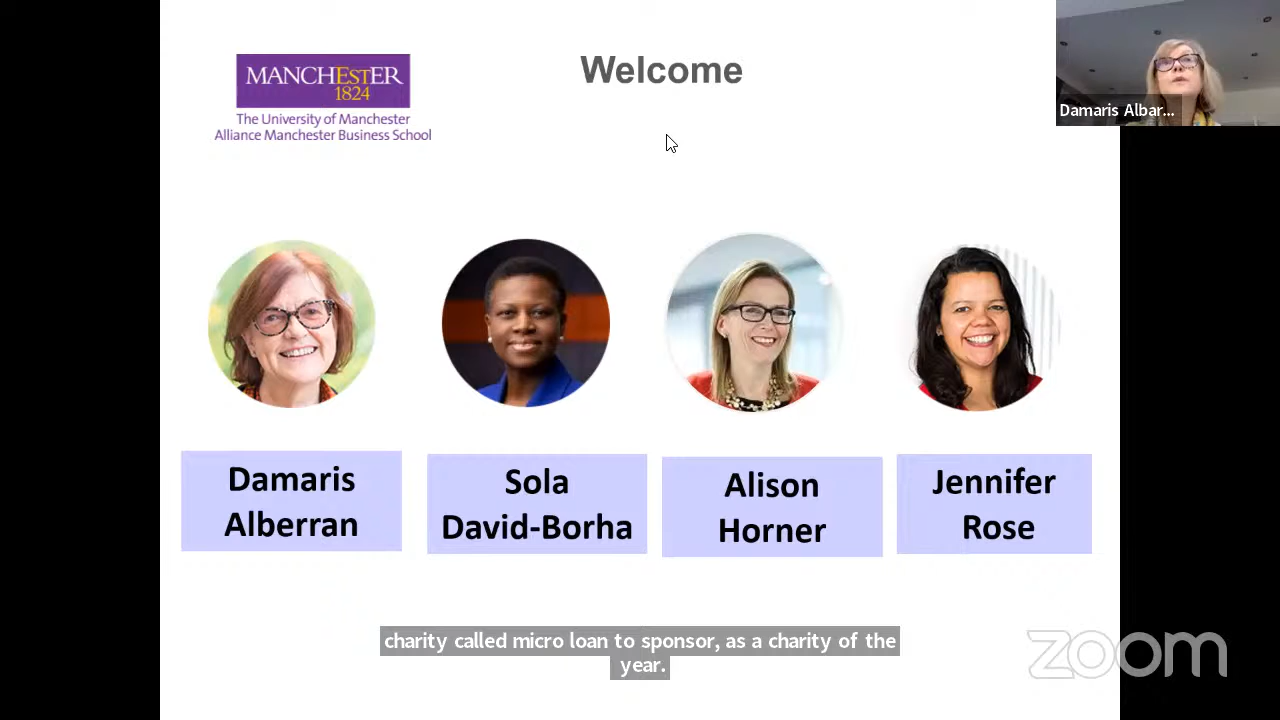 Welcome
MANCHESTER
1824
The University of Manchester
Alliance Manchester Business School
Damaris Albar...
Damaris
Alberran
Sola
David-Borha
Alison
Horner
Jennifer
Rose
charity called micro loan to sponsor, as a charity of the
year.
zoom